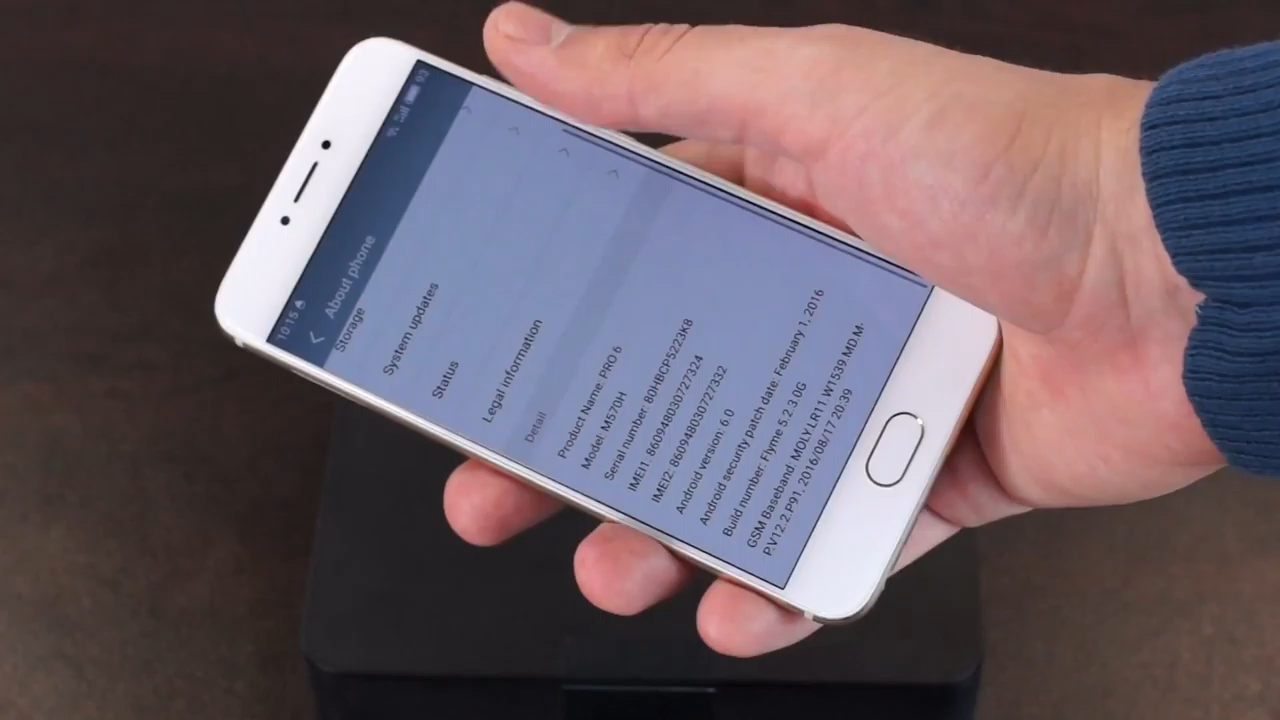 10:15
93
About phone
Storage
System updates
Status
Legal information
Detail
Product Name: PRO 6
Model: M570H
Serial number: 80HBCP5223K8
IMEI1: 860948030727324
IMEI2: 860948030727332
Android version: 6.0
Android security patch date: February 1, 2016
Build number: Flyme 5.2.3.0G
GSM Baseband: MOLY.LR11.W1539.MD.M-
P.V12.2.P91, 2016/08/17 20:39